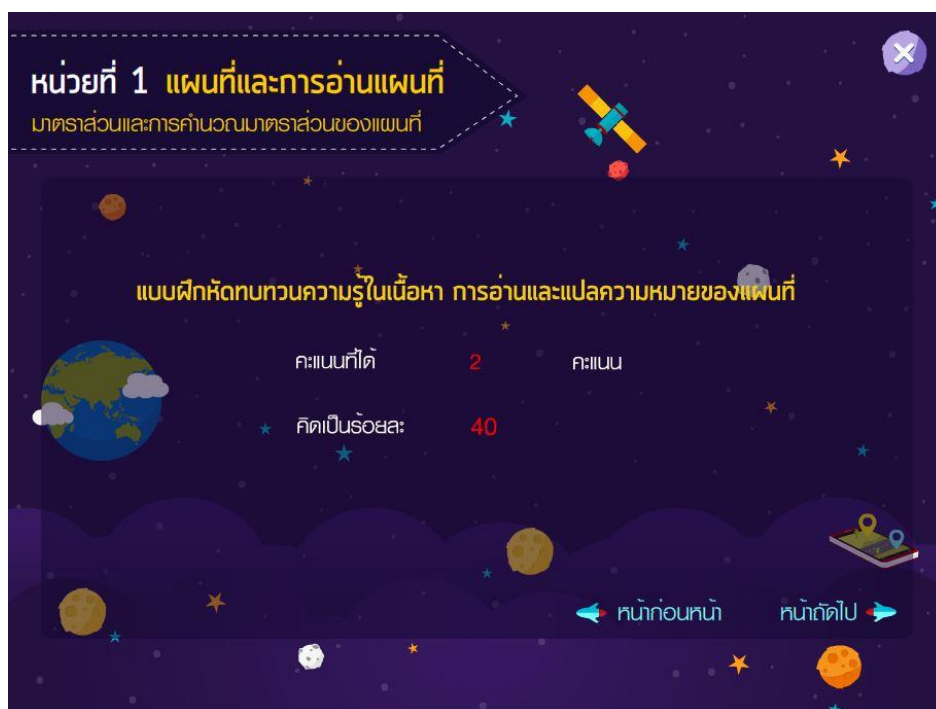 หน่วยที่ 1 แผนที่และการอ่านแผนที่
มาตราส่วนและการคำนวณมาตราส่วนของแผนที่
แบบฝึกหัดทบทวนความรู้ในเนื้อหา การอ่านและแปลความหมายของแผนที่
คะแนนที่ได้ 2 คะแนน
คิดเป็นร้อยละ 40
หน้าก่อนหน้า หน้าถัดไป